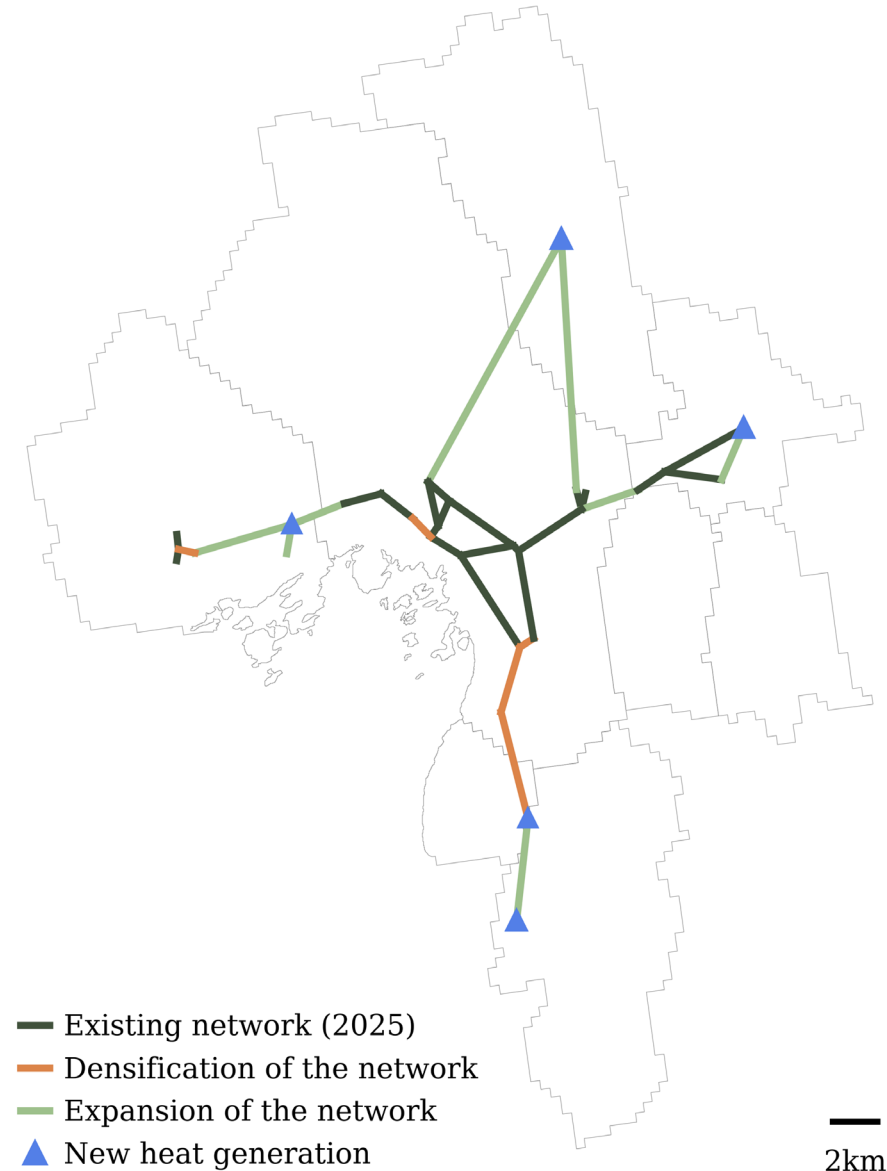 Existing network (2025)
Densification of the network
Expansion of the network
New heat generation
2km